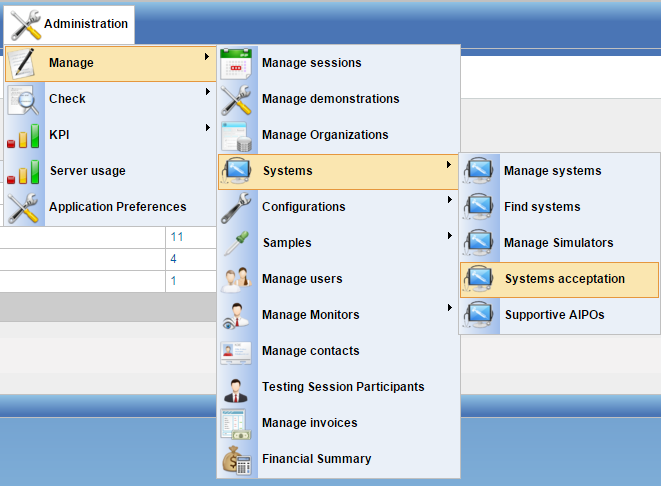 Administration
Manage
Check
KPI
Server usage
Application Preferences
11
4
1
Manage sessions
Manage demonstrations
Manage Organizations
Systems
Configurations
Samples
Manage users
Manage Monitors
Manage contacts
Testing Session Participants
Manage invoices
Financial Summary
Manage systems
Find systems
Manage Simulators
Systems acceptation
Supportive AIPOs